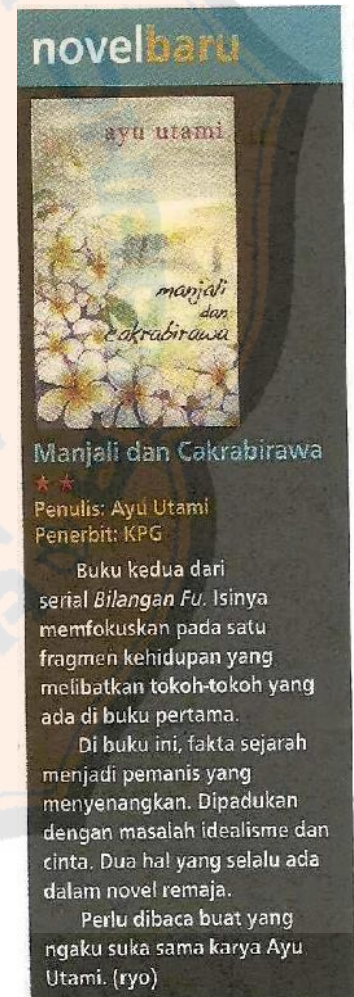 novelbaru
ayu utami
manjali
dan
cakrabirawa
Manjali dan Cakrabirawa
Penulis: Ayu Utami
Penerbit: KPG
Buku kedua dari
serial Bilangan Fu. Isinya
memfokuskan pada satu
fragmen kehidupan yang
melibatkan tokoh-tokoh yang
ada di buku pertama.
Di buku ini, fakta sejarah
menjadi pemanis yang
menyenangkan. Dipadukan
dengan masalah idealisme dan
cinta. Dua hal yang selalu ada
dalam novel remaja.
Perlu dibaca buat yang
ngaku suka sama karya Ayu
Utami. (ryo)